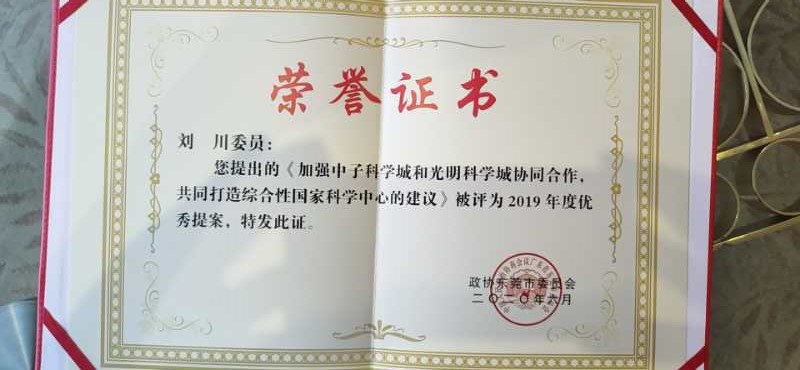 荣誉证书
刘 川委员：
您提出的《加强中子科学城和光明科学城协同合作，
共同打造综合性国家科学中心的建议》被评为2019年度优
秀提案，特发此证。
政协东莞市委员会
二〇二〇年六月